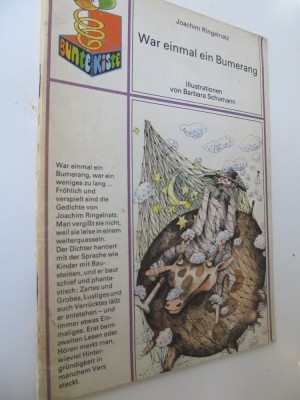 Joachim Ringelnatz
War einmal ein Bumerang
Illustrationen
von Barbara Schumann
BUNTE KISTE
War einmal ein
Bumerang, war ein
weniges zu lang ...
Fröhlich und
verspielt sind die
Gedichte von
Joachim Ringelnatz.
Man vergißt sie nicht,
weil sie leise in einem
weiterquasseln.
Der Dichter hantiert
mit der Sprache wie
Kinder mit Bau-
steinen, und er baut
schief und phanta-
stisch: Zartes und
Grobes, Lustiges und
auch Verrücktes läßt
er entstehen – und
immer etwas Ein-
maliges. Erst beim
zweiten Lesen oder
Hören merkt man,
wieviel Hinter-
gründigkeit in
manchem Vers
steckt.